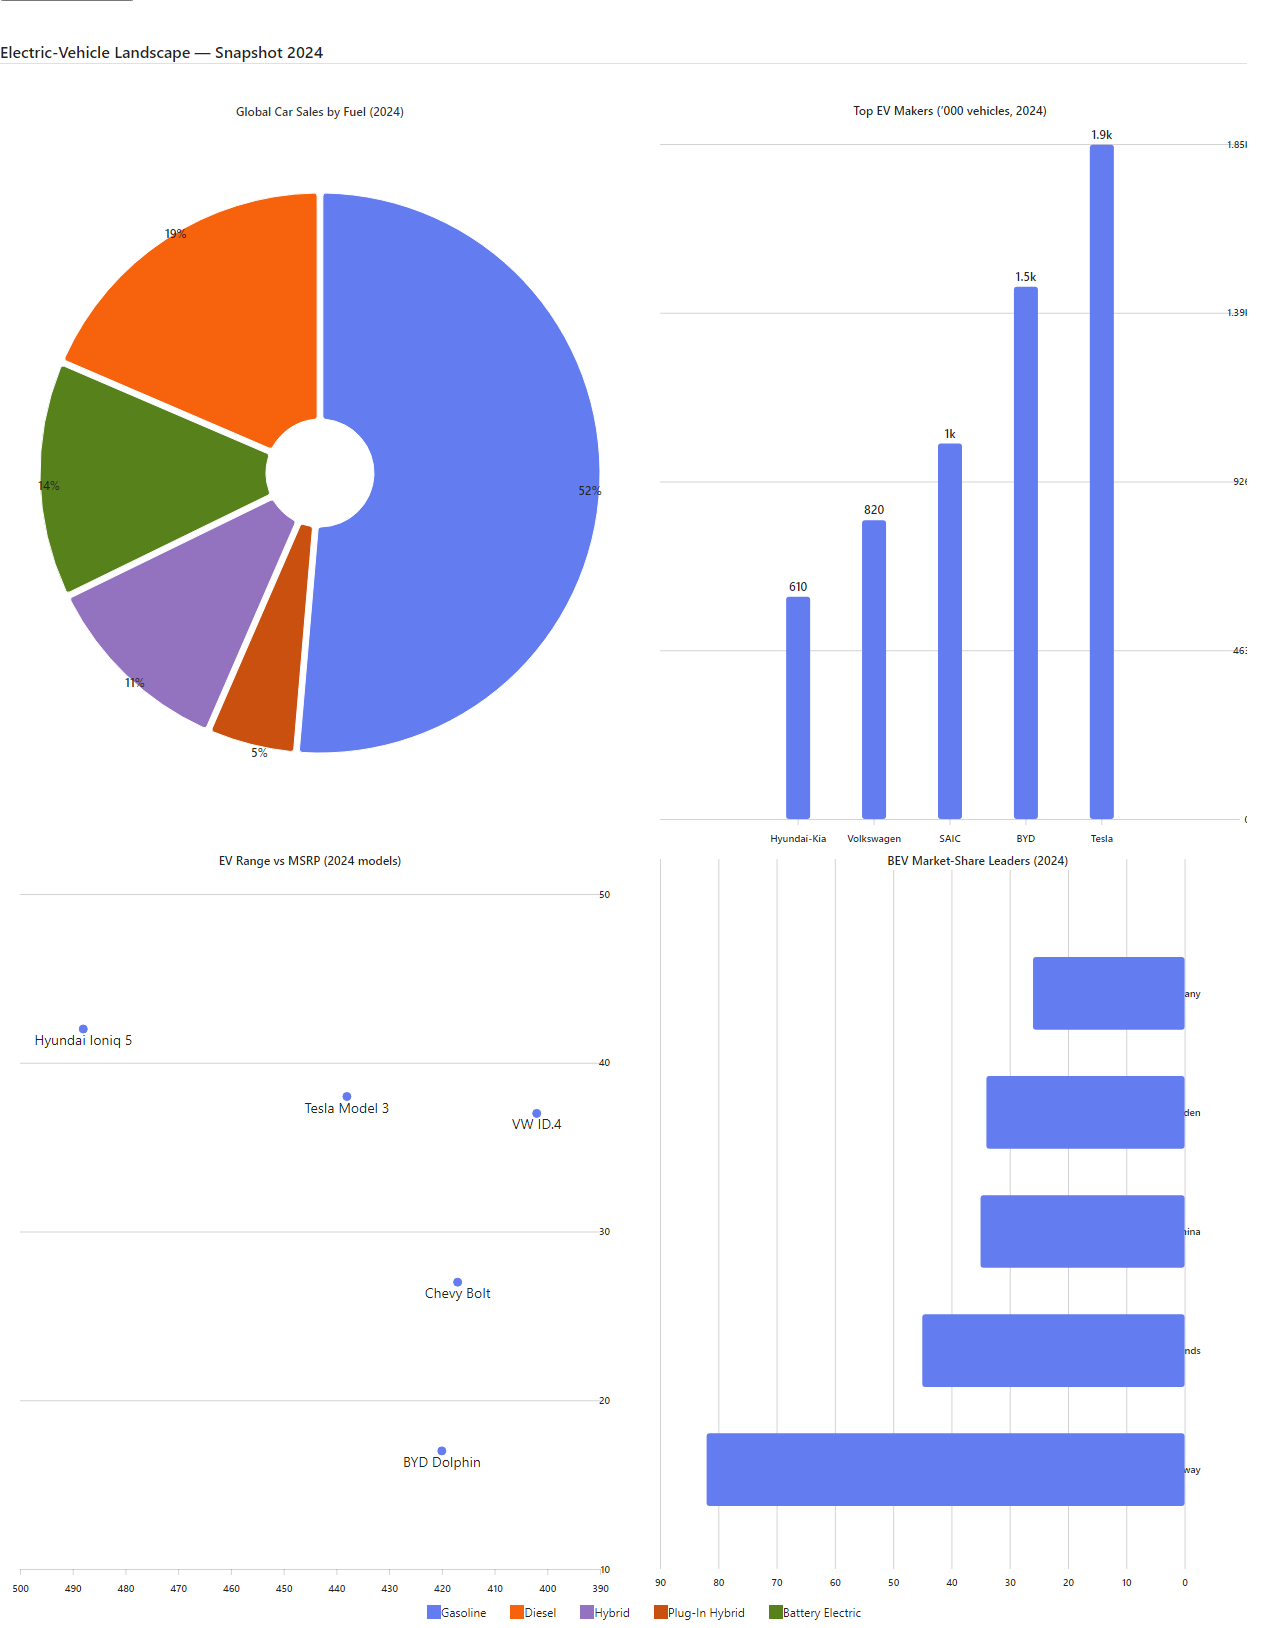 Electric-Vehicle Landscape — Snapshot 2024
Global Car Sales by Fuel (2024)
19%
14%
52%
11%
5%
Top EV Makers (’000 vehicles, 2024)
1.9k
1.5k
1k
820
610
1.39
926
Hyundai-Kia
Volkswagen
SAIC
BYD
Tesla
EV Range vs MSRP (2024 models)
50
40
30
20
10
Hyundai Ioniq 5
Tesla Model 3
VW ID.4
Chevy Bolt
BYD Dolphin
500 490 480 470 460 450 440 430 420 410 400 390
BEV Market-Share Leaders (2024)
any
den
ina
nds
way
90 80 70 60 50 40 30 20 10 0
Gasoline Diesel Hybrid Plug-In Hybrid Battery Electric